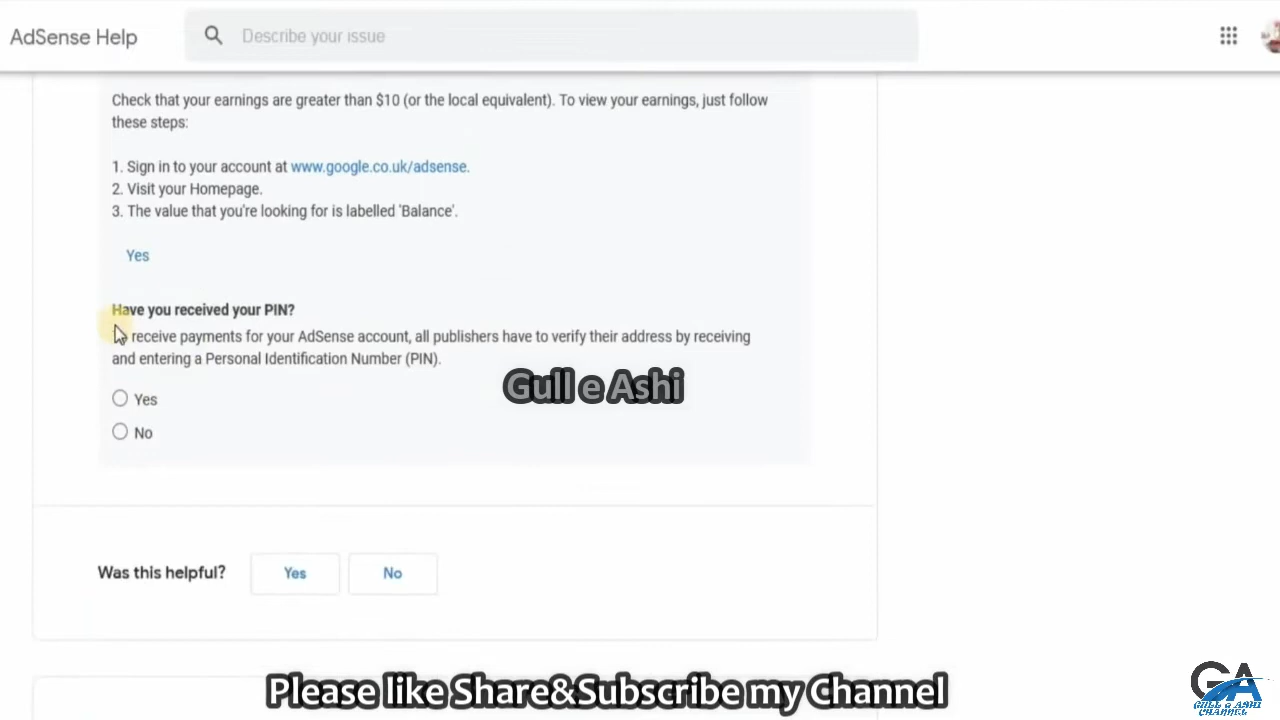 AdSense Help
Describe your issue
Check that your earnings are greater than $10 (or the local equivalent). To view your earnings, just follow
these steps:
1. Sign in to your account at www.google.co.uk/adsense.
2. Visit your Homepage.
3. The value that you're looking for is labelled 'Balance'.
Yes
Have you received your PIN?
receive payments for your AdSense account, all publishers have to verify their address by receiving
and entering a Personal Identification Number (PIN).
Gull e Ashi
Yes
No
Was this helpful?
Yes
No
Please like Share&Subscribe my Channel
GA
GULL e ASHI
CHANNEL